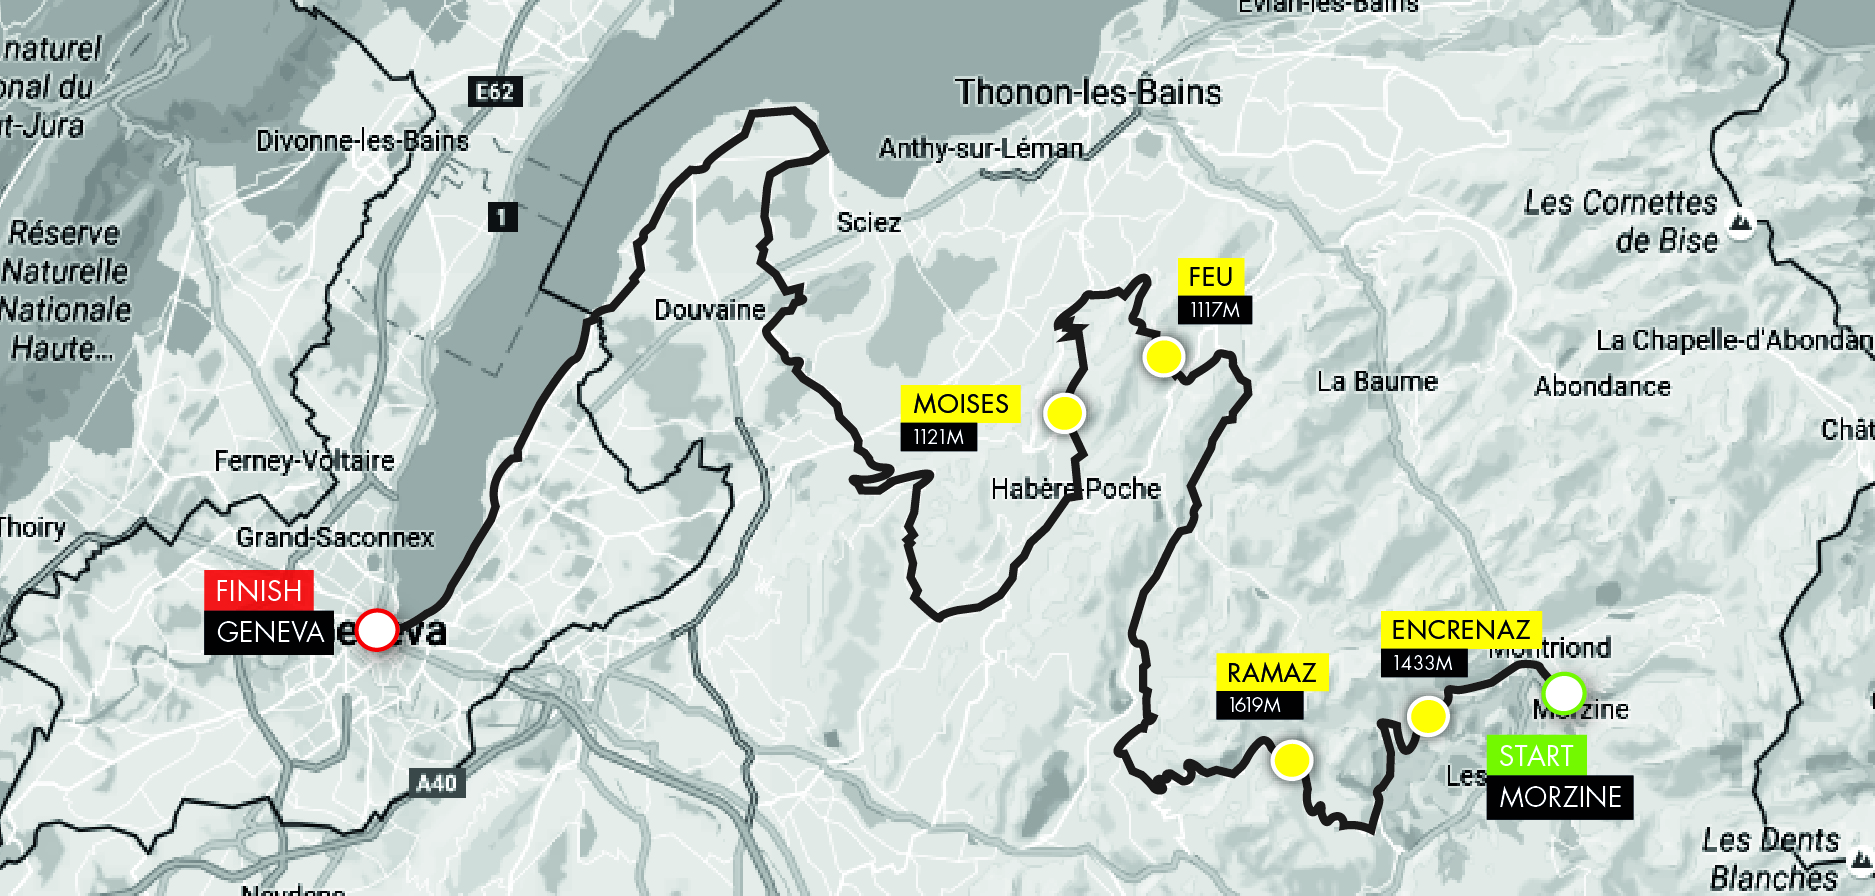 Evian-les-Bains
naturel
onal du
t-Jura
E62
Thonon-les-Bains
Divonne-les-Bains
Anthy-sur-Léman
1
Sciez
Les Cornettes
de Bise
Réserve
Naturelle
Nationale
Haute...
FEU
1117M
Douvaine
La Chapelle-d'Abondan
La Baume
Abondance
MOISES
1121M
Chât
Ferney-Voltaire
Habère-Poche
Thoiry
Grand-Saconnex
FINISH
GENEVA
eva
ENCRENAZ
1433M
Montriond
RAMAZ
1619M
Morzine
START
MORZINE
Les
A40
Les Dents
Blanches